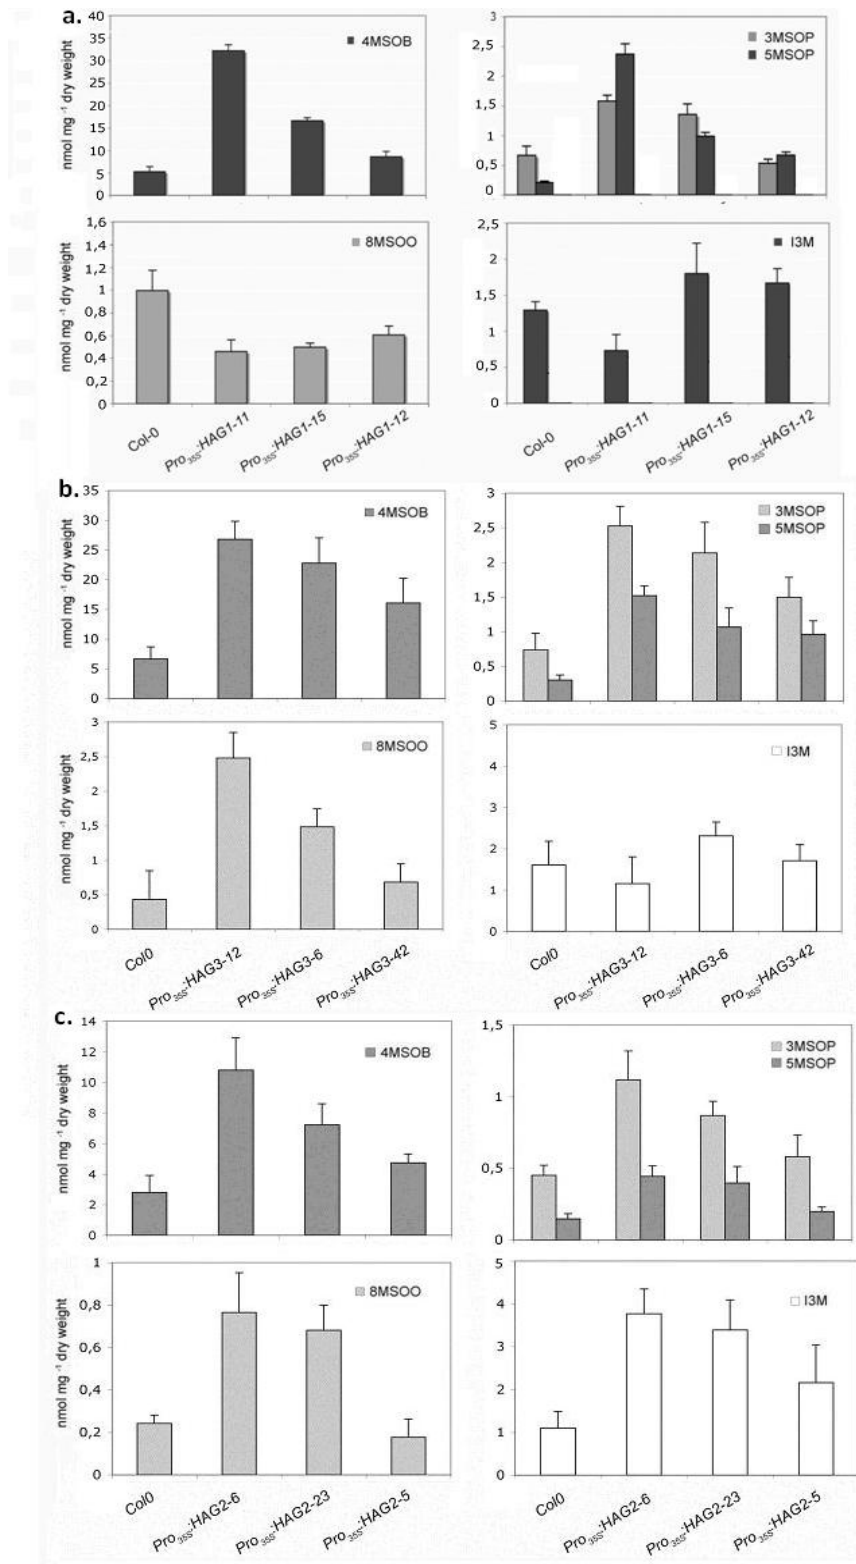 a.
nmol mg -1 dry weight
40
35
30
25
20
15
10
5
0
4MSOB
3
2,5
2
1,5
1
0,5
0
3MSOP
5MSOP
nmol mg -1 dry weight
1,6
1,4
1,2
1
0,8
0,6
0,4
0,2
0
8MSOO
Col-0
Pro35S:HAG1-11
Pro35S:HAG1-15
Pro35S:HAG1-12
2,5
2
1,5
1
0,5
0
I3M
Col-0
Pro35S:HAG1-11
Pro35S:HAG1-15
Pro35S:HAG1-12
b.
nmol mg -1 dry weight
35
30
25
20
15
10
5
0
4MSOB
3
2,5
2
1,5
1
0,5
0
3MSOP
5MSOP
nmol mg -1 dry weight
3
2,5
2
1,5
1
0,5
0
8MSOO
Col0
Pro35S:HAG3-12
Pro35S:HAG3-6
Pro35S:HAG3-42
5
4
3
2
1
0
I3M
Col0
Pro35S:HAG3-12
Pro35S:HAG3-6
Pro35S:HAG3-42
c.
nmol mg -1 dry weight
14
12
10
8
6
4
2
0
4MSOB
1,5
1
0,5
0
3MSOP
5MSOP
nmol mg -1 dry weight
1
0,8
0,6
0,4
0,2
0
8MSOO
Col0
Pro35S:HAG2-6
Pro35S:HAG2-23
Pro35S:HAG2-5
5
4
3
2
1
0
I3M
Col0
Pro35S:HAG2-6
Pro35S:HAG2-23
Pro35S:HAG2-5